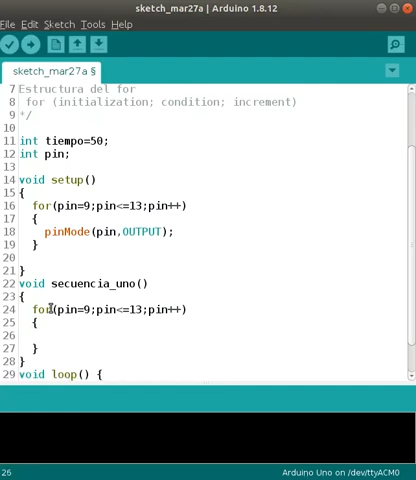 sketch_mar27a | Arduino 1.8.12
File Edit Sketch Tools Help
sketch_mar27a §
7 Estructura del for
8 for (initialization; condition; increment)
9 */
10
11 int tiempo=50;
12 int pin;
13
14 void setup()
15 {
16 for(pin=9;pin<=13;pin++)
17 {
18 pinMode(pin,OUTPUT);
19 }
20
21 }
22 void secuencia_uno()
23 {
24 for(pin=9;pin<=13;pin++)
25 {
26
27 }
28 }
29 void loop() {
26 Arduino Uno on /dev/ttyACM0